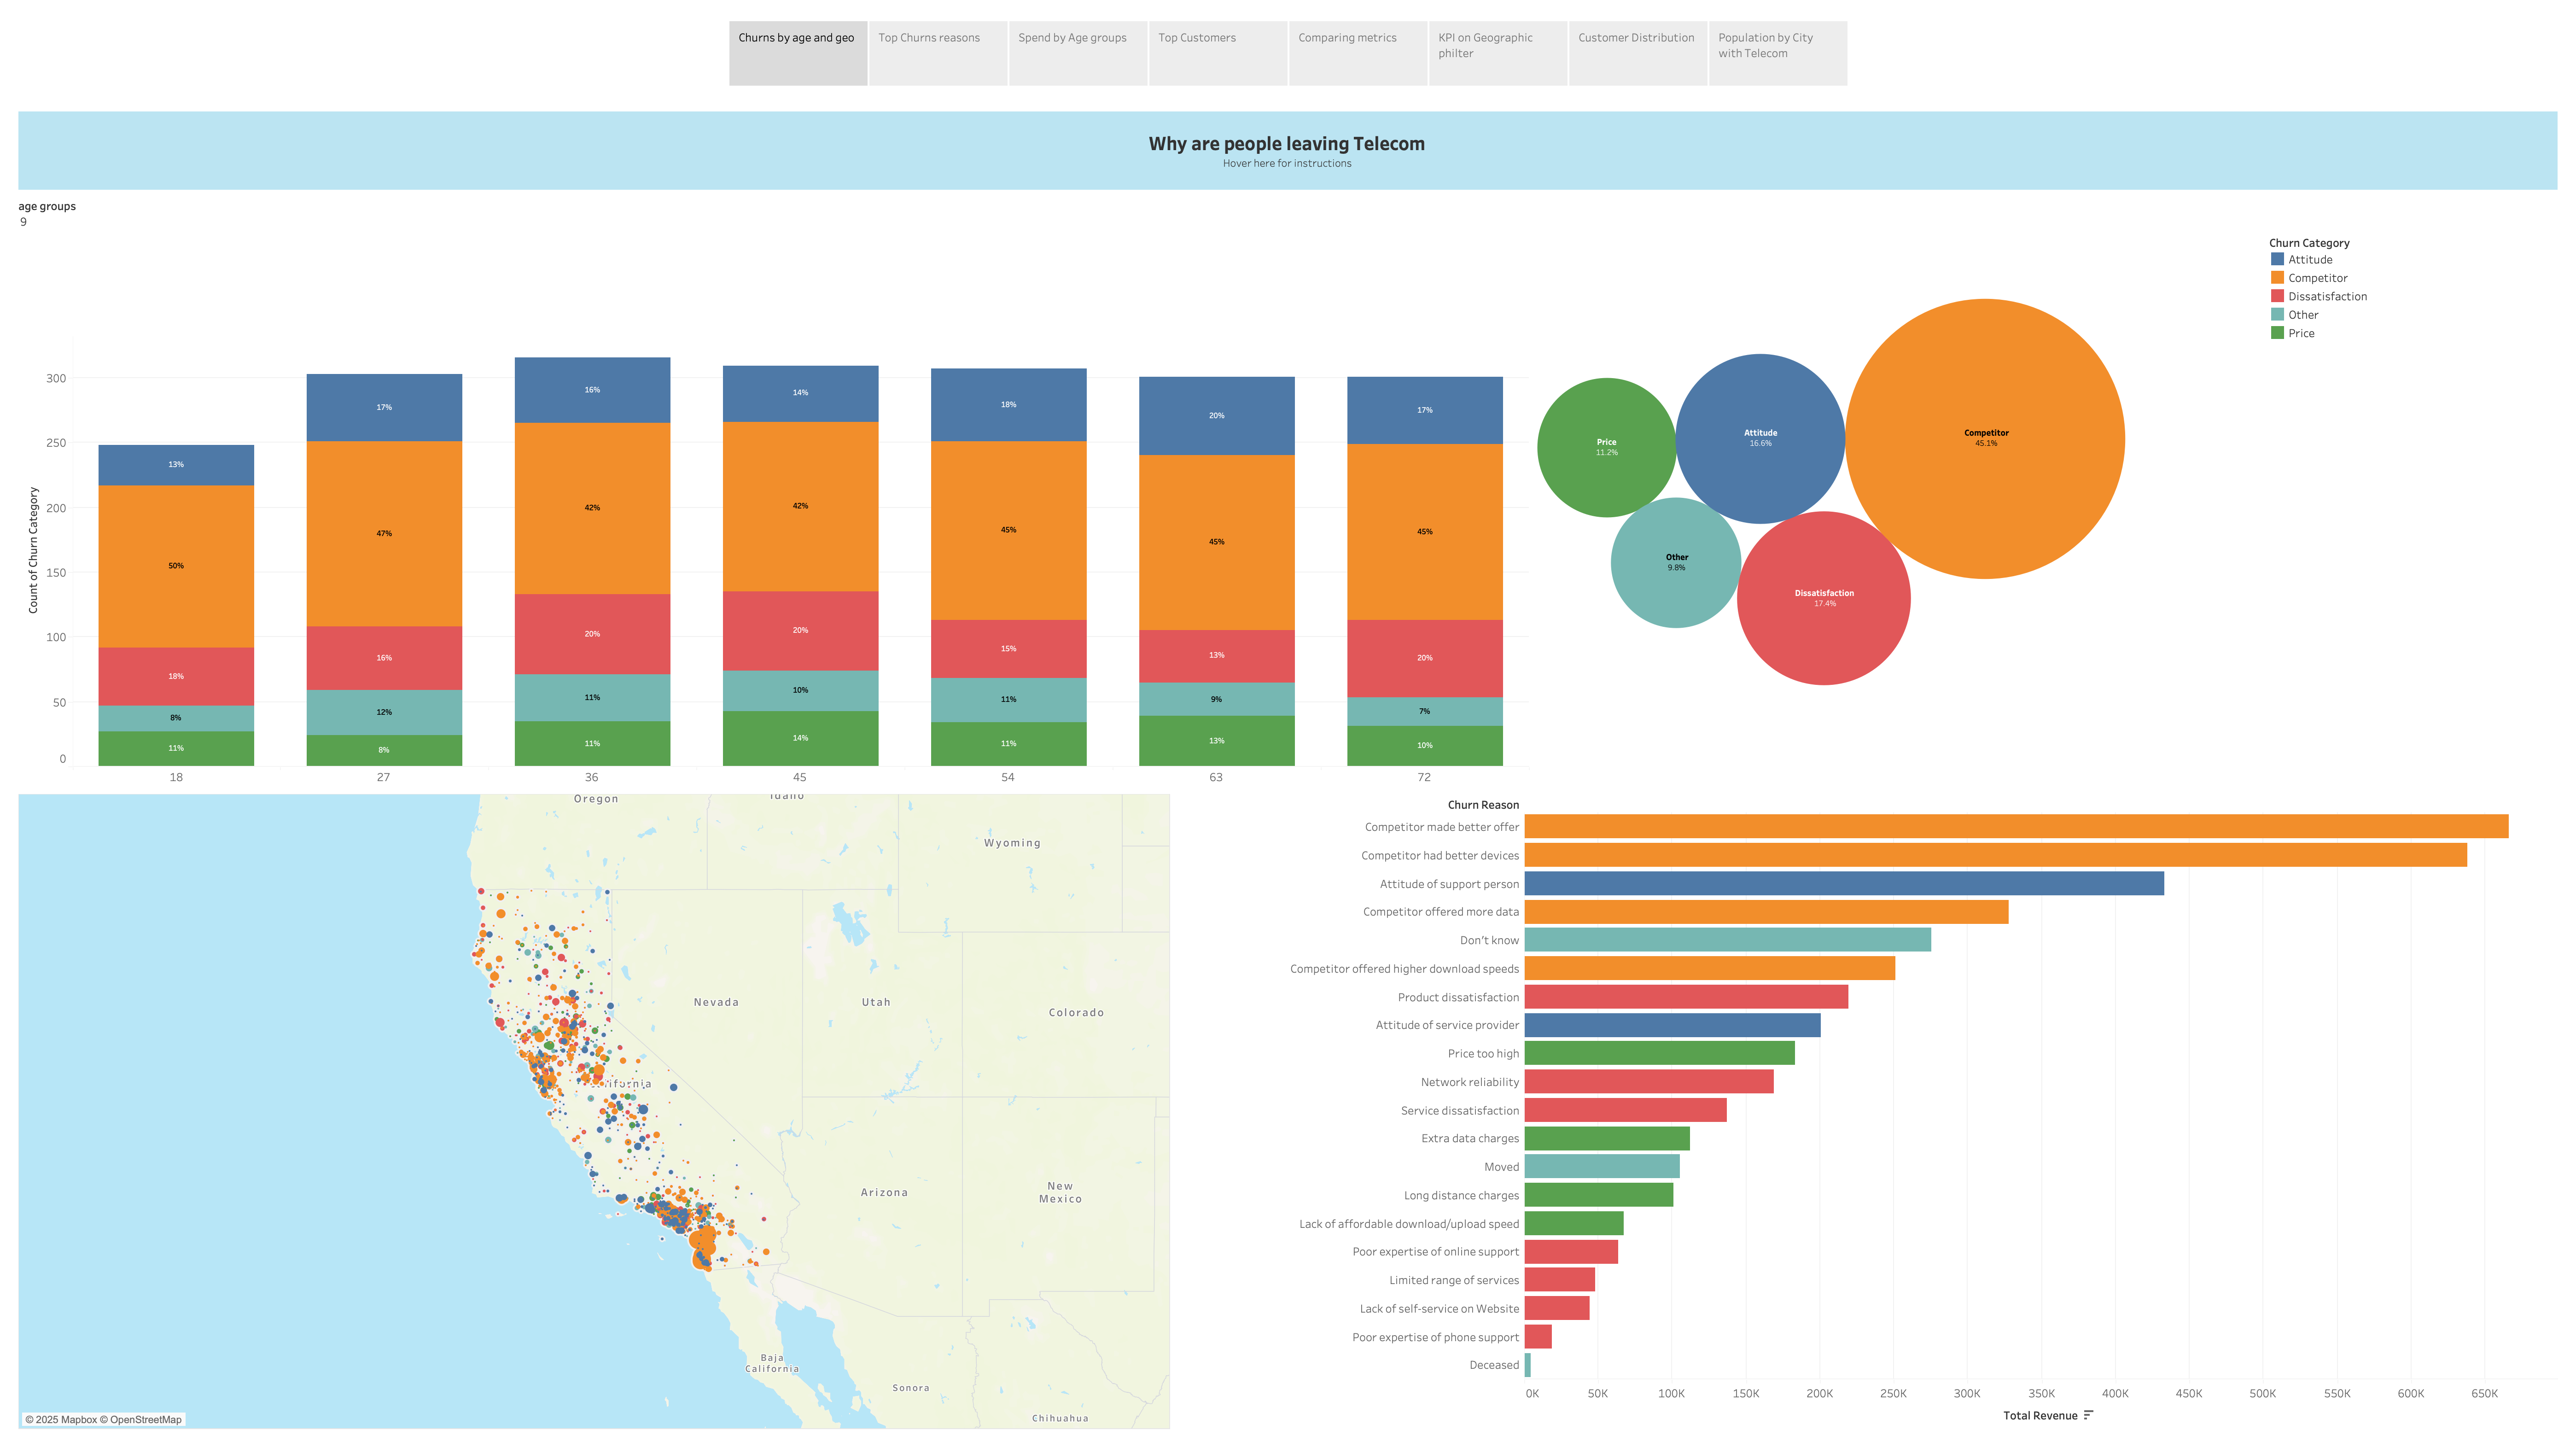 Churns by age and geo
Top Churns reasons
Spend by Age groups
Top Customers
Comparing metrics
KPI on Geographic
philter
Customer Distribution
Population by City
with Telecom
Why are people leaving Telecom
Hover here for instructions
age groups
9
Churn Category
Attitude
Competitor
Dissatisfaction
Other
Price
Count of Churn Category
300
250
200
150
100
50
0
13%
50%
18%
8%
11%
17%
47%
16%
12%
8%
16%
42%
20%
11%
11%
14%
42%
20%
10%
14%
18%
45%
15%
11%
11%
20%
45%
13%
9%
13%
17%
45%
20%
7%
10%
18
27
36
45
54
63
72
Price
11.2%
Attitude
16.6%
Competitor
45.1%
Other
9.8%
Dissatisfaction
17.4%
Oregon
Idaho
Wyoming
Nevada
Utah
Colorado
ifornia
Arizona
New
Mexico
Baja
California
Sonora
Chihuahua
© 2025 Mapbox © OpenStreetMap
Churn Reason
Competitor made better offer
Competitor had better devices
Attitude of support person
Competitor offered more data
Don't know
Competitor offered higher download speeds
Product dissatisfaction
Attitude of service provider
Price too high
Network reliability
Service dissatisfaction
Extra data charges
Moved
Long distance charges
Lack of affordable download/upload speed
Poor expertise of online support
Limited range of services
Lack of self-service on Website
Poor expertise of phone support
Deceased
0K
50K
100K
150K
200K
250K
300K
350K
400K
450K
500K
550K
600K
650K
Total Revenue